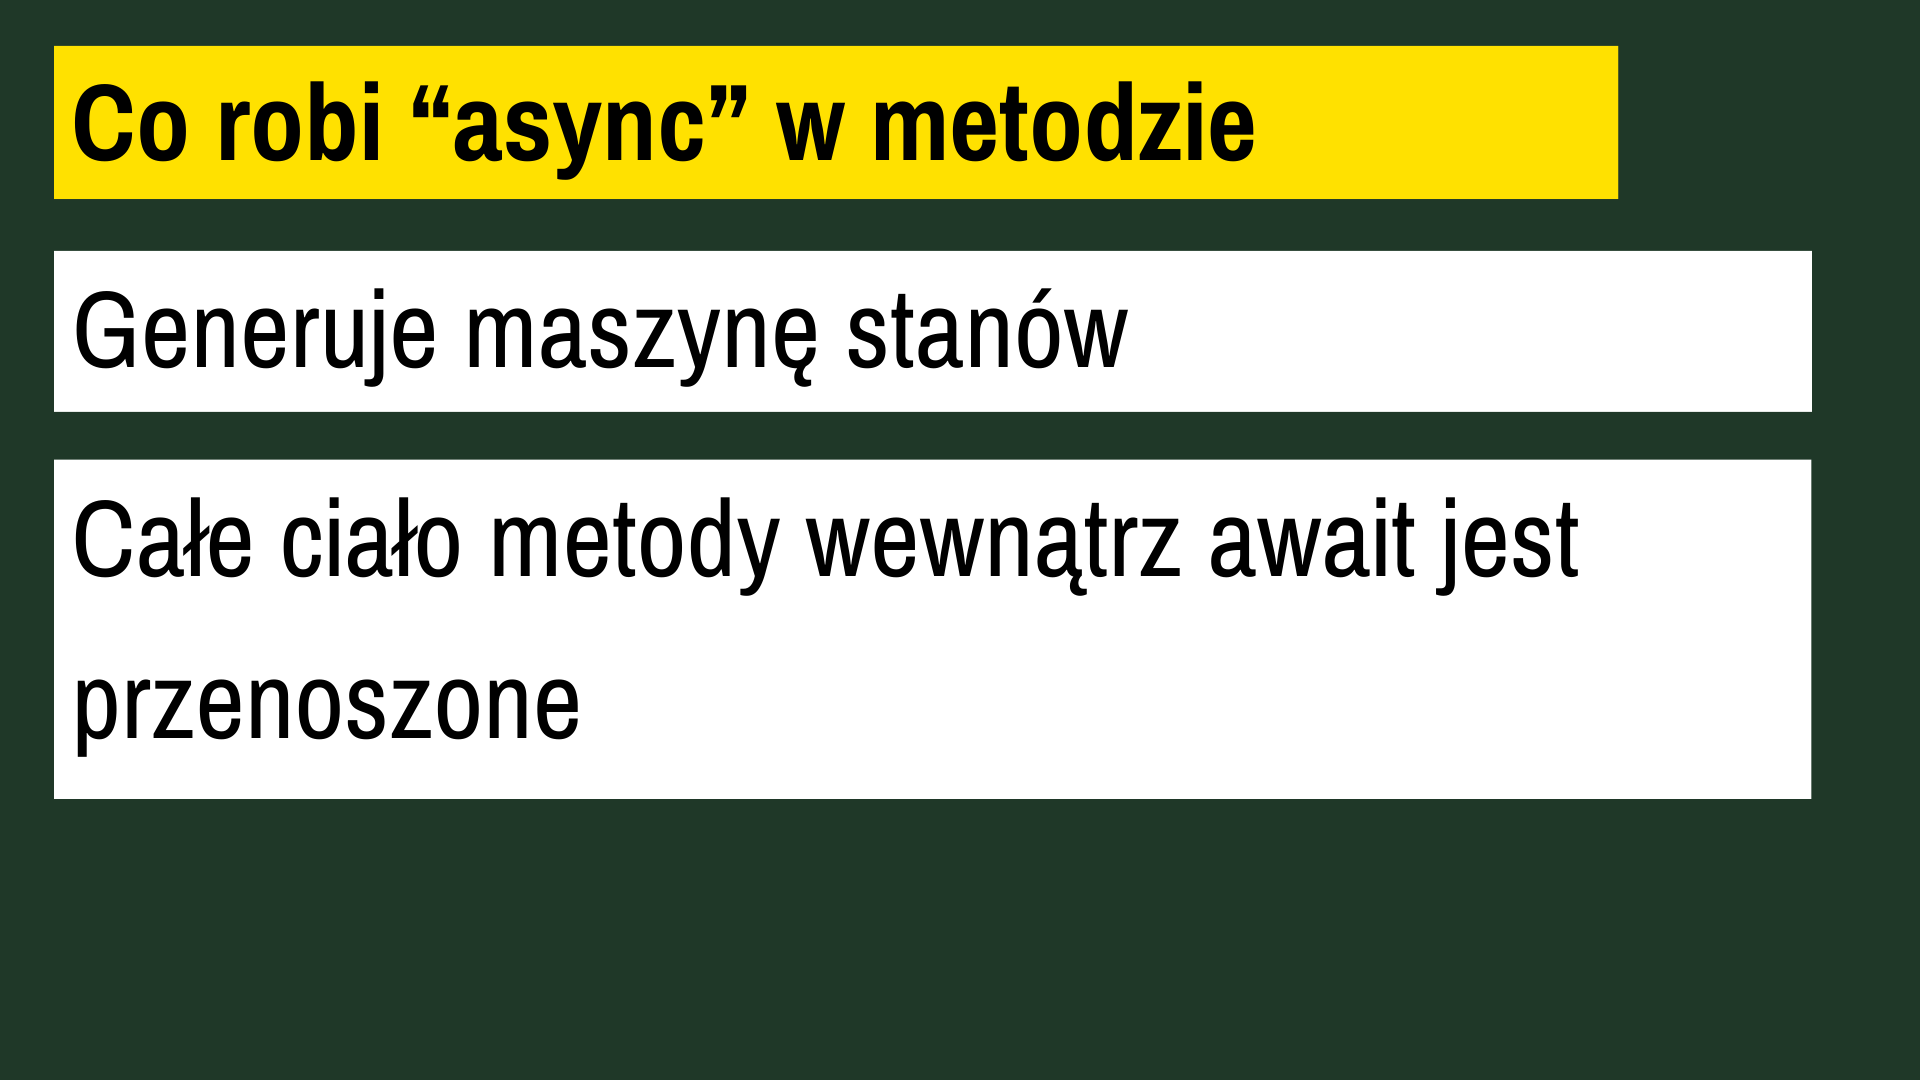 Co robi “async” w metodzie
Generuje maszynę stanów
Całe ciało metody wewnątrz await jest
przenoszone